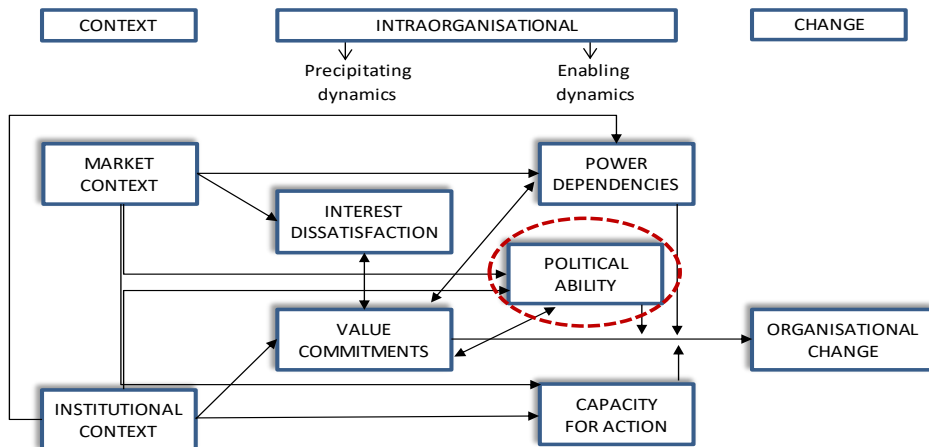 CONTEXT
INTRAORGANISATIONAL
CHANGE
Precipitating
dynamics
Enabling
dynamics
MARKET
CONTEXT
POWER
DEPENDENCIES
INTEREST
DISSATISFACTION
POLITICAL
ABILITY
VALUE
COMMITMENTS
ORGANISATIONAL
CHANGE
INSTITUTIONAL
CONTEXT
CAPACITY
FOR ACTION